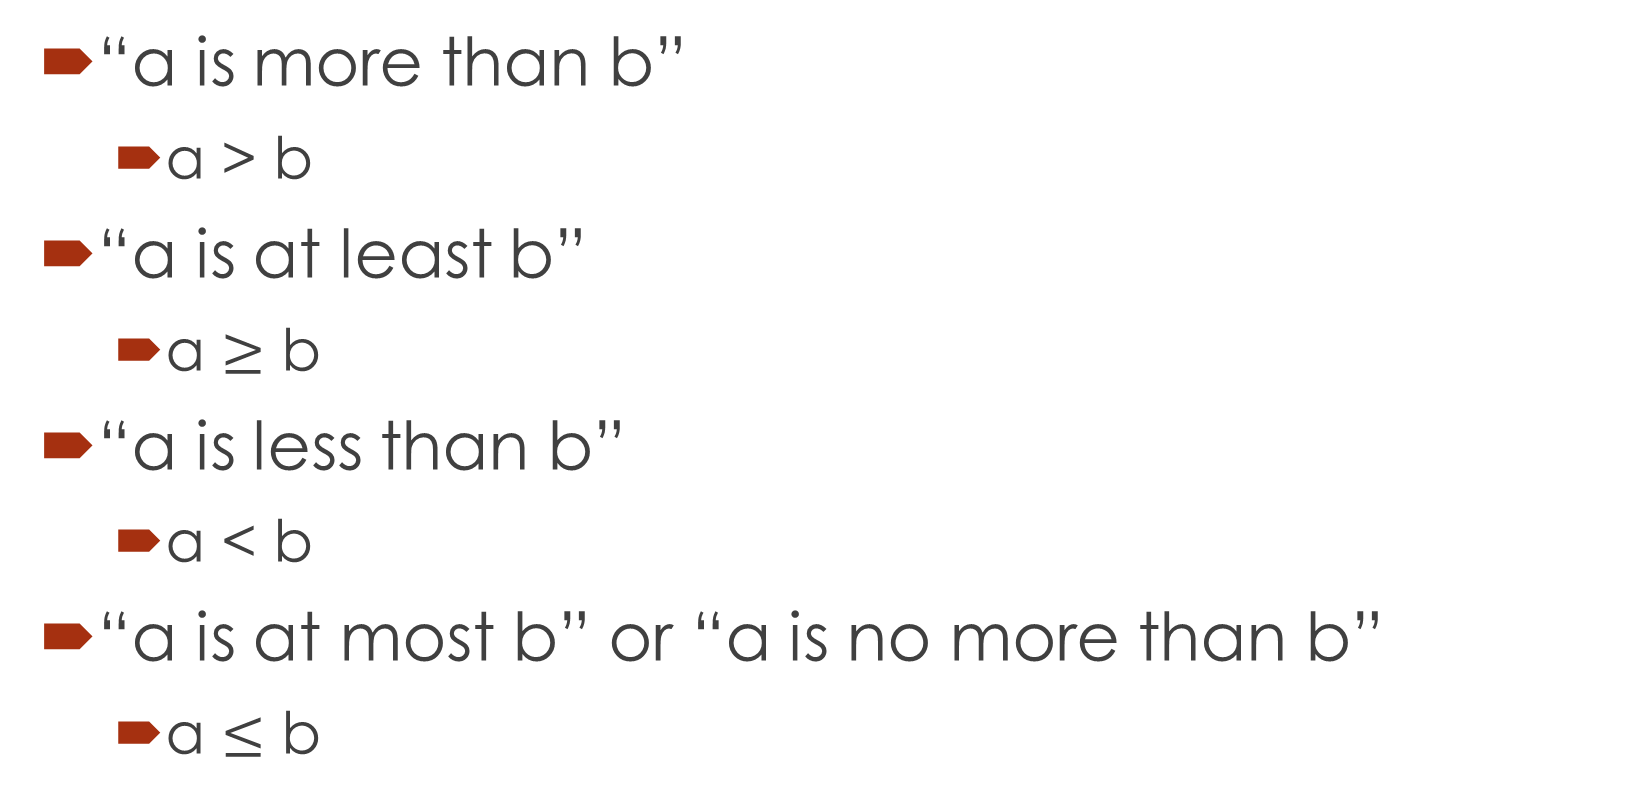 “a is more than b”
a > b
“a is at least b”
a ≥ b
“a is less than b”
a < b
“a is at most b” or “a is no more than b”
a ≤ b